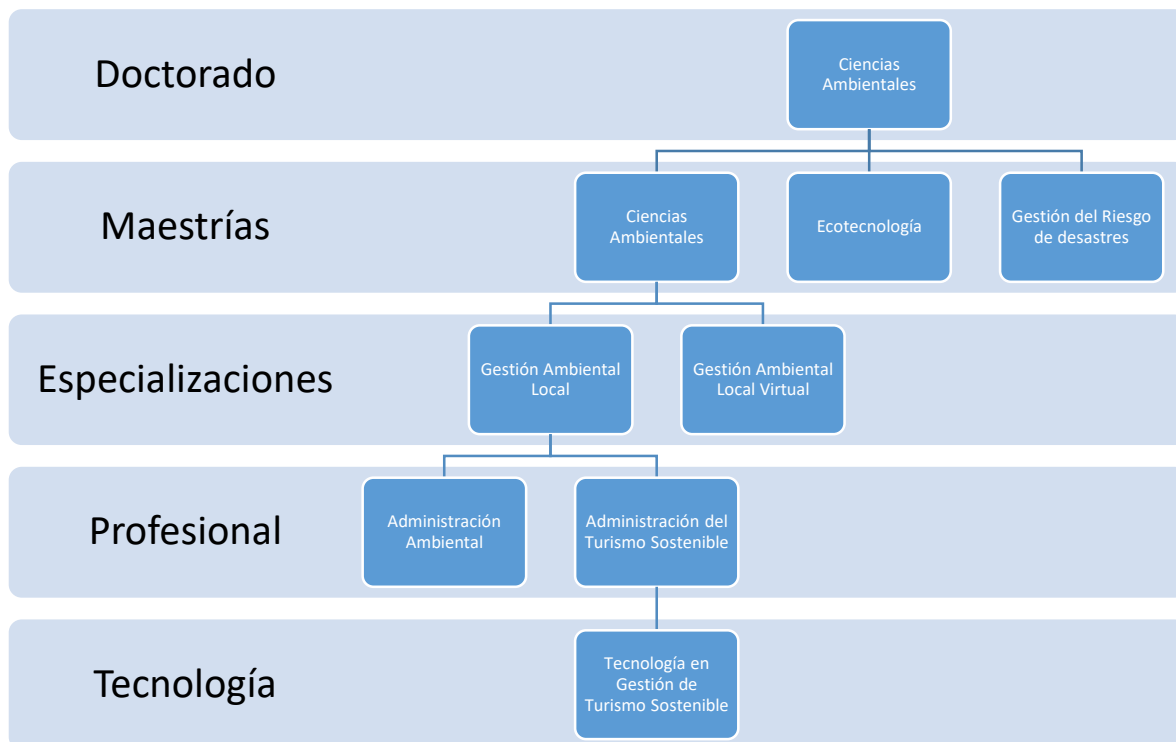 Doctorado
Ciencias
Ambientales
Maestrías
Ciencias
Ambientales
Ecotecnología
Gestión del Riesgo
de desastres
Especializaciones
Gestión Ambiental
Local
Gestión Ambiental
Local Virtual
Profesional
Administración
Ambiental
Administración del
Turismo Sostenible
Tecnología
Tecnología en
Gestión de
Turismo Sostenible